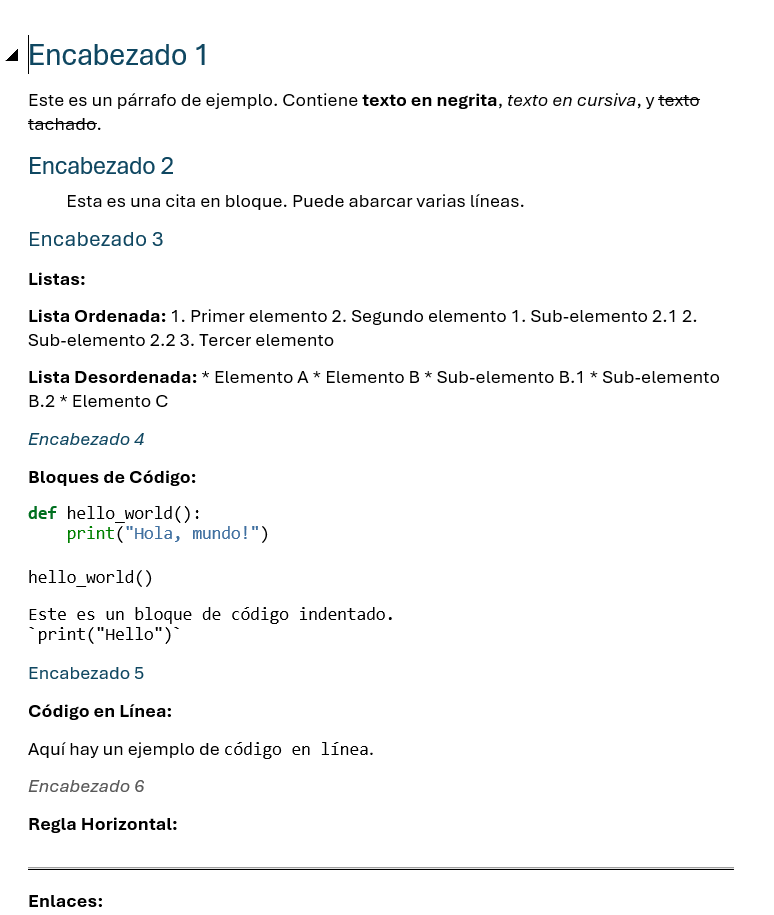 Encabezado 1
Este es un párrafo de ejemplo. Contiene texto en negrita, texto en cursiva, y texto
tachado.
Encabezado 2
Esta es una cita en bloque. Puede abarcar varias líneas.
Encabezado 3
Listas:
Lista Ordenada: 1. Primer elemento 2. Segundo elemento 1. Sub-elemento 2.1 2.
Sub-elemento 2.2 3. Tercer elemento
Lista Desordenada: * Elemento A * Elemento B * Sub-elemento B.1 * Sub-elemento
B.2 * Elemento C
Encabezado 4
Bloques de Código:
def hello_world():
    print("Hola, mundo!")
hello_world()
Este es un bloque de código indentado.
`print("Hello")`
Encabezado 5
Código en Línea:
Aquí hay un ejemplo de código en línea.
Encabezado 6
Regla Horizontal:
Enlaces: